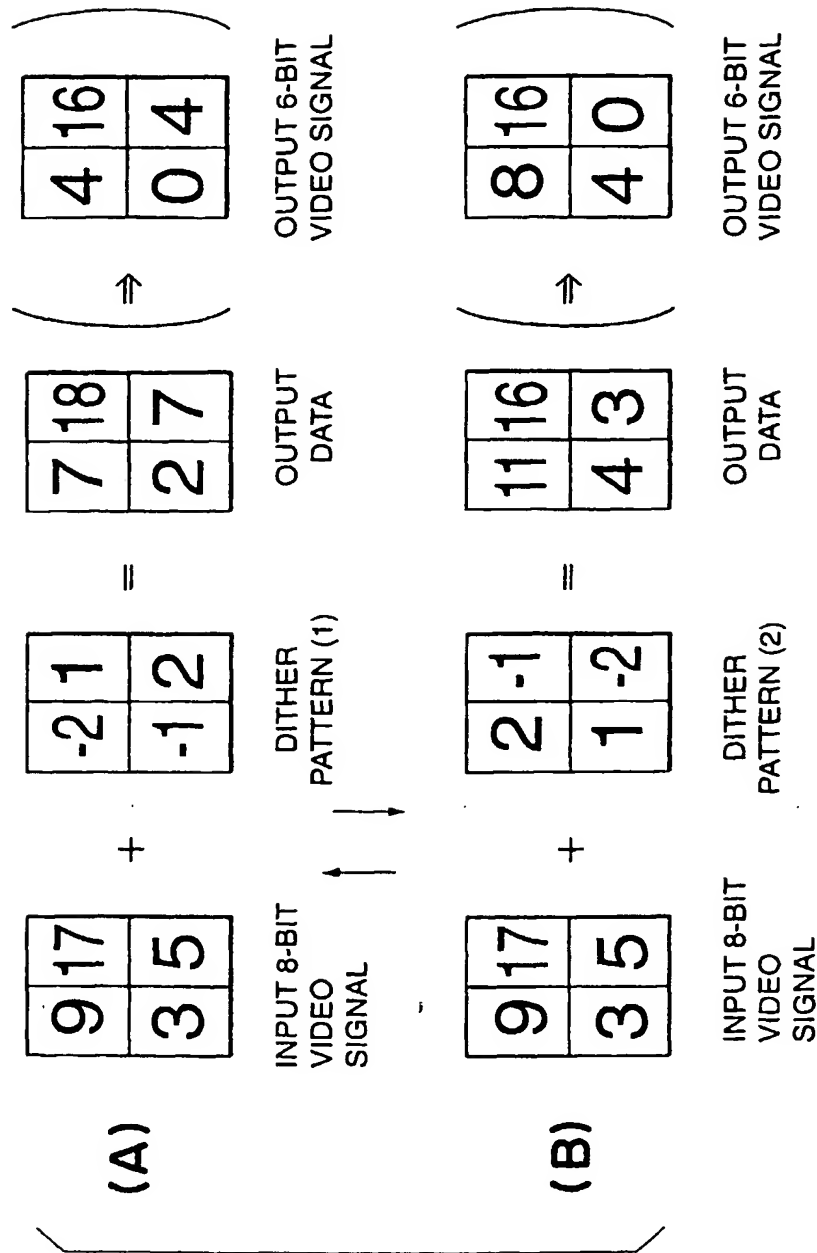 (A)
9 17
3 5
INPUT 8-BIT
VIDEO
SIGNAL
+
-2 1
-1 2
DITHER
PATTERN (1)
=
7 18
2 7
OUTPUT
DATA
( ⇒
4 16
0 4
OUTPUT 6-BIT
VIDEO SIGNAL
)
(B)
9 17
3 5
INPUT 8-BIT
VIDEO
SIGNAL
+
2 -1
1 -2
DITHER
PATTERN (2)
=
11 16
4 3
OUTPUT
DATA
( ⇒
8 16
4 0
OUTPUT 6-BIT
VIDEO SIGNAL
)